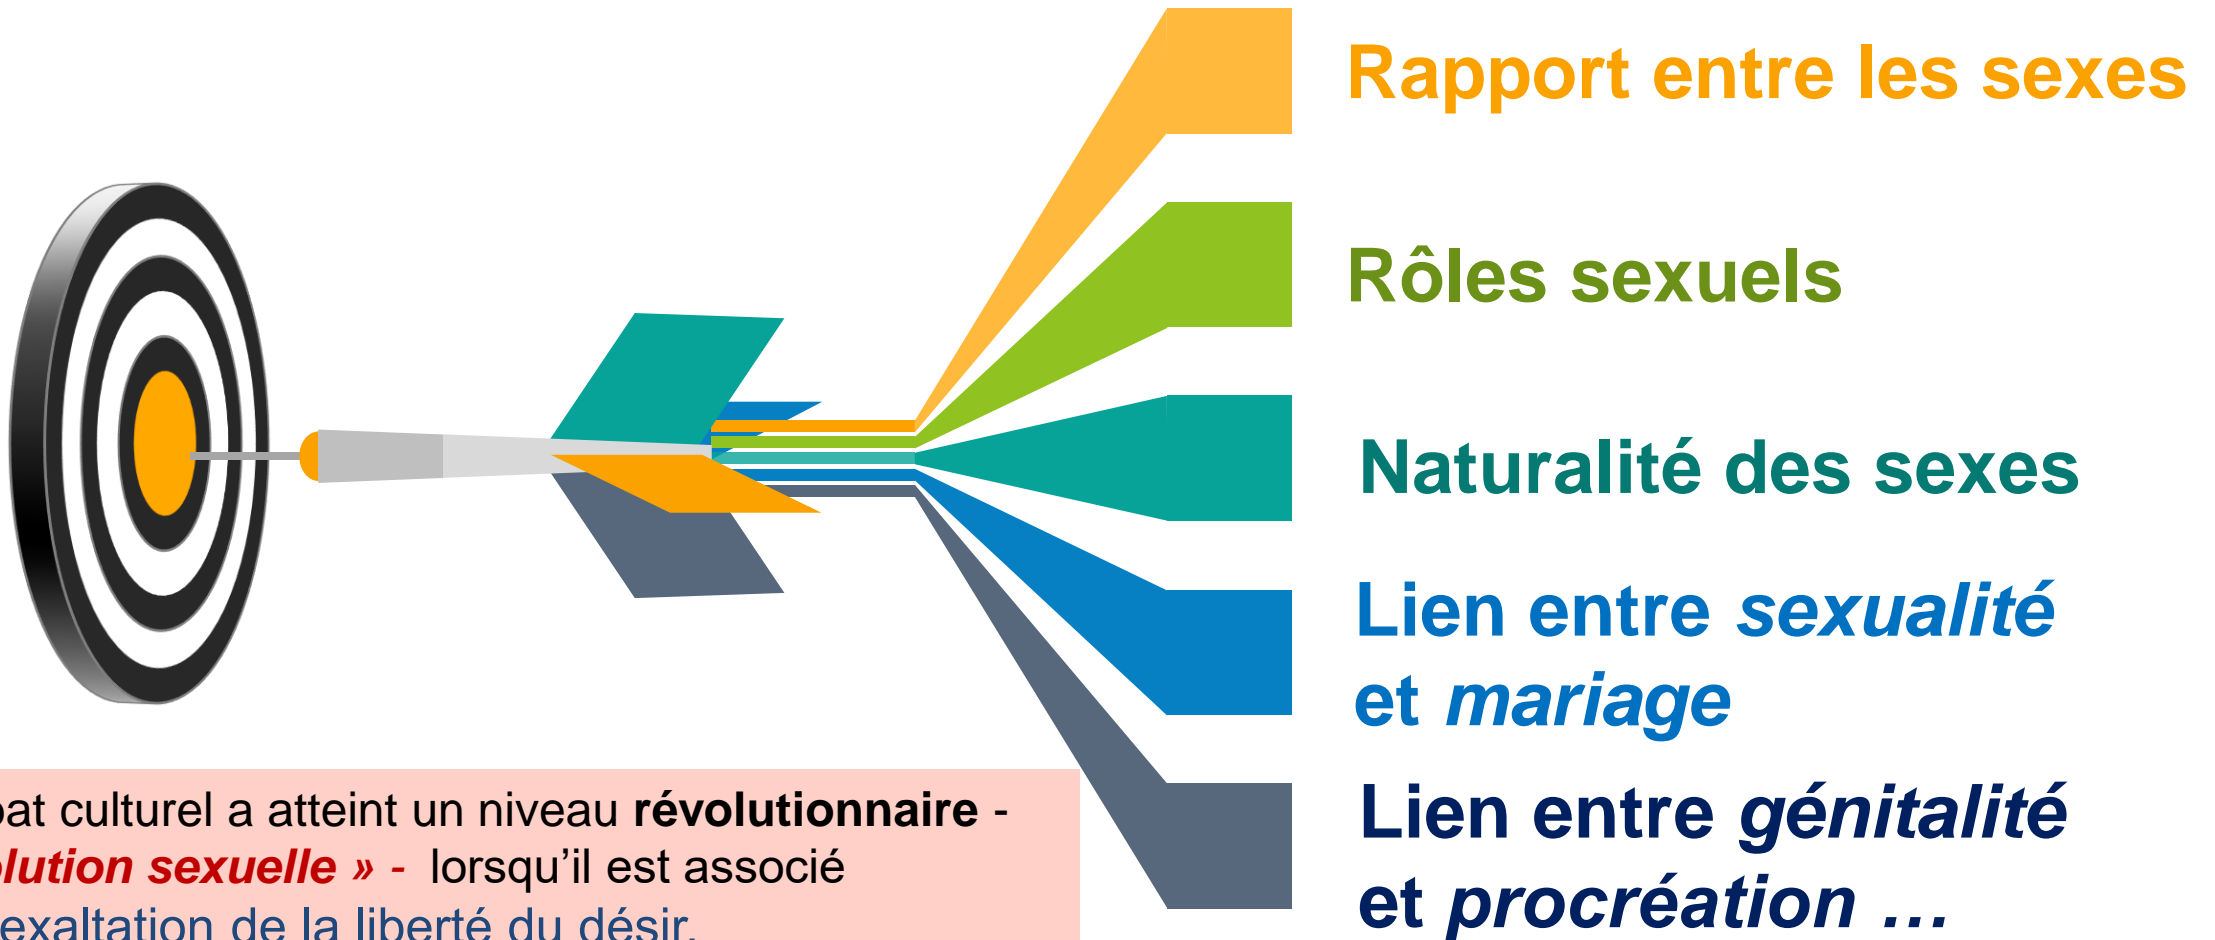 Rapport entre les sexes
Rôles sexuels
Naturalité des sexes
Lien entre sexualité
et mariage
Lien entre génitalité
et procréation …
culturel a atteint un niveau révolutionnaire -
sexuelle » - lorsqu’il est associé
exaltation de la liberté du désir.